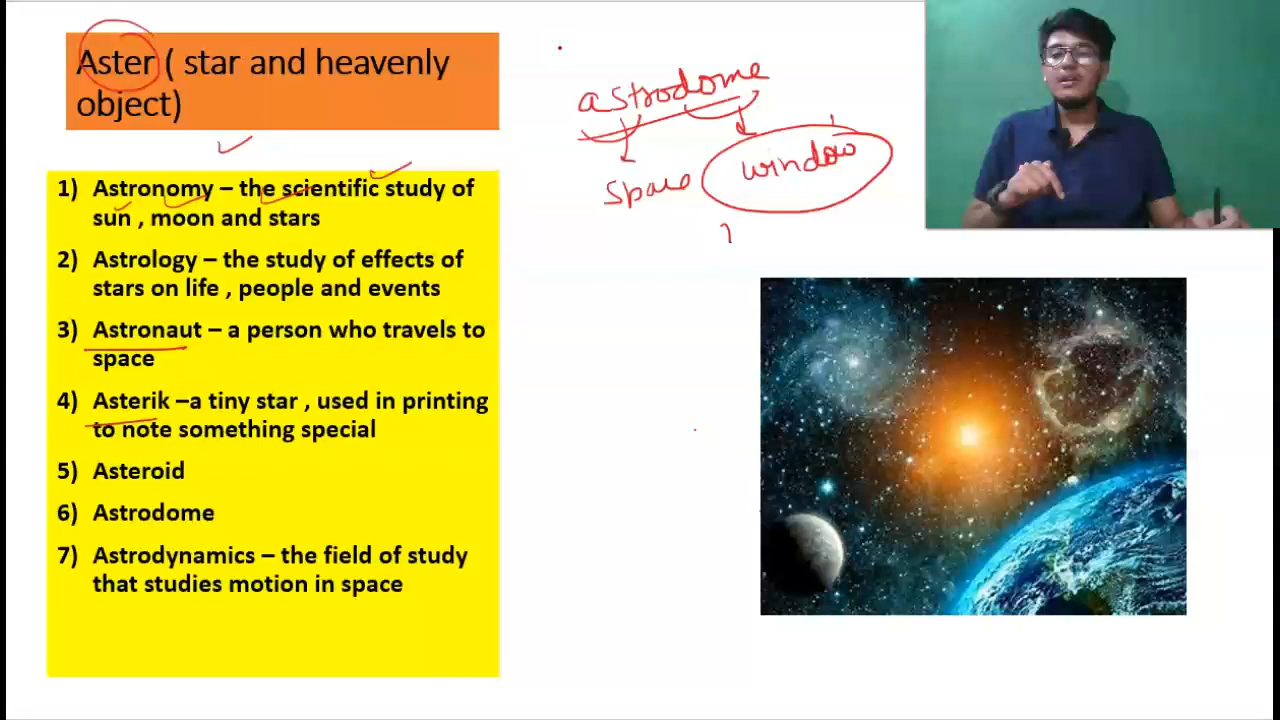 Aster ( star and heavenly
object)
1) Astronomy – the scientific study of
sun , moon and stars
2) Astrology – the study of effects of
stars on life , people and events
3) Astronaut – a person who travels to
space
4) Asterik –a tiny star , used in printing
to note something special
5) Asteroid
6) Astrodome
7) Astrodynamics – the field of study
that studies motion in space
astrodome
space window